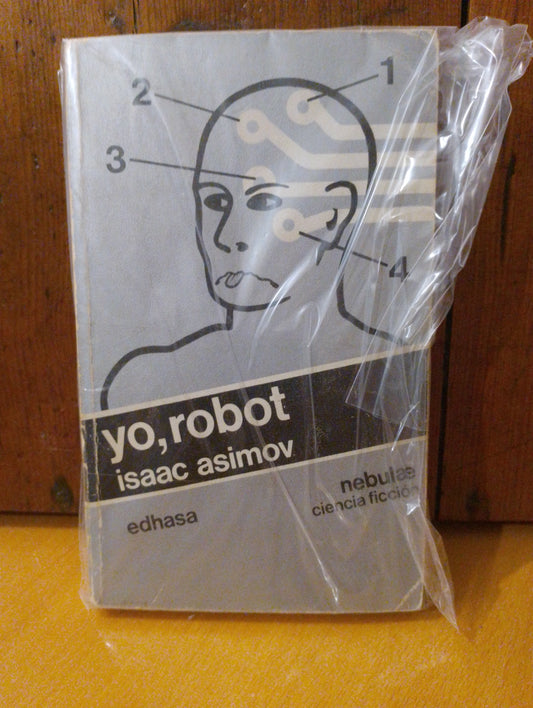 1
2
3
4
yo, robot
isaac asimov
nebulae
ciencia ficción
edhasa